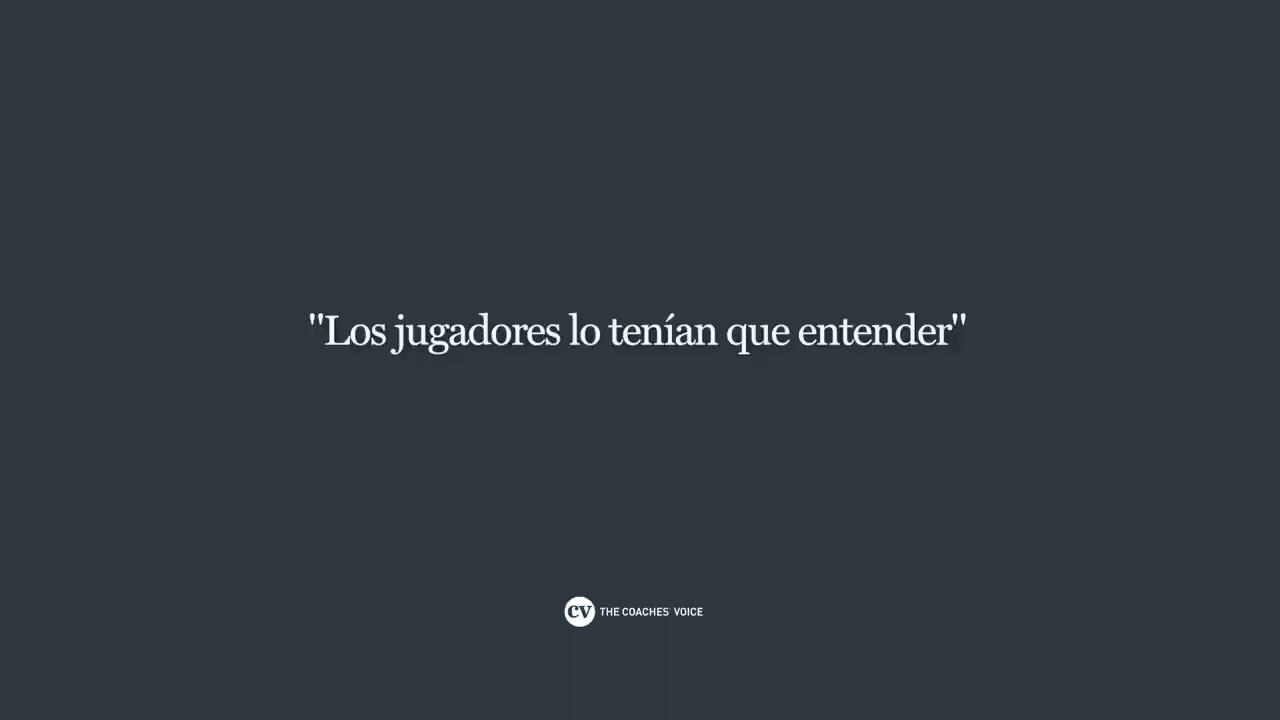 "Los jugadores lo tenían que entender"
CV THE COACHES' VOICE